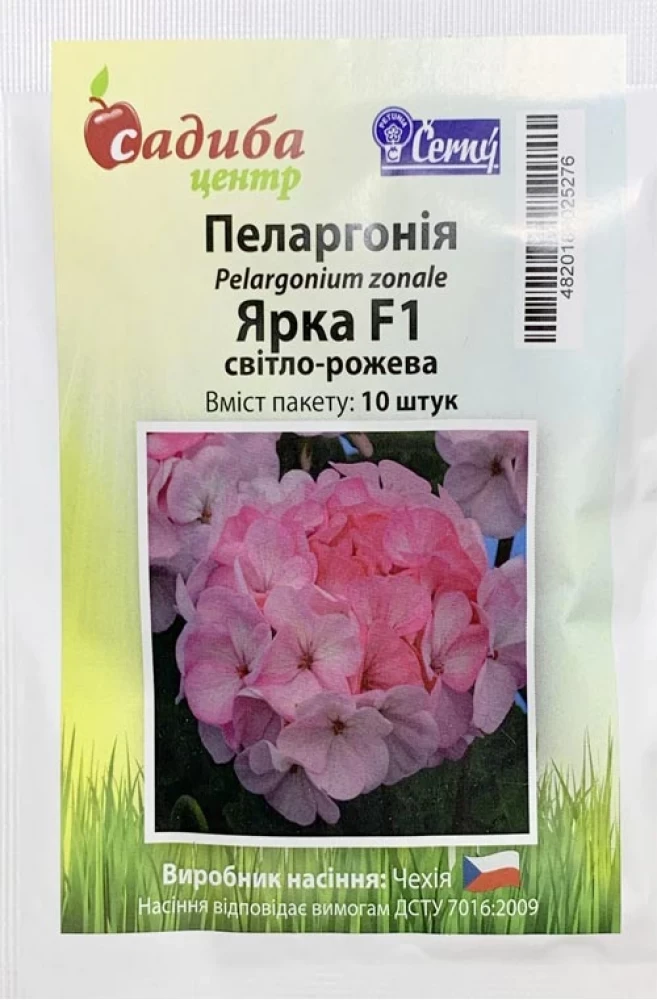 садиба
центр
PETUNIA
C
Černý
Пеларгонія
Pelargonium zonale
Ярка F1
світло-рожева
Вміст пакету: 10 штук
Виробник насіння: Чехія
Насіння відповідає вимогам ДСТУ 7016:2009